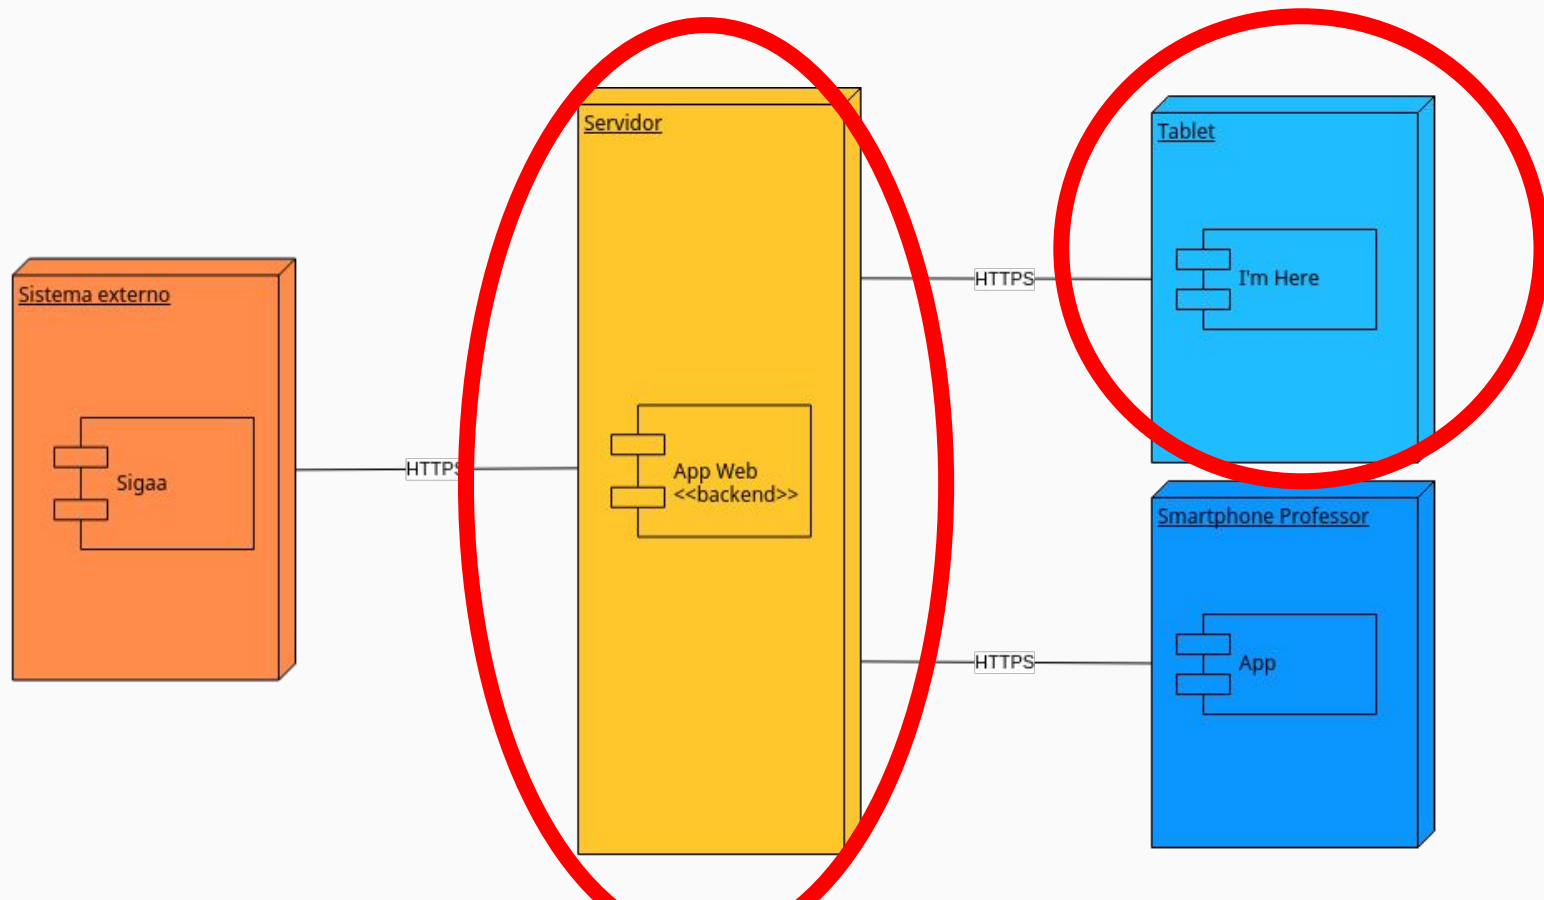 Sistema externo
Sigaa
HTTPS
Servidor
App Web
<<backend>>
HTTPS
Tablet
I'm Here
HTTPS
Smartphone Professor
App